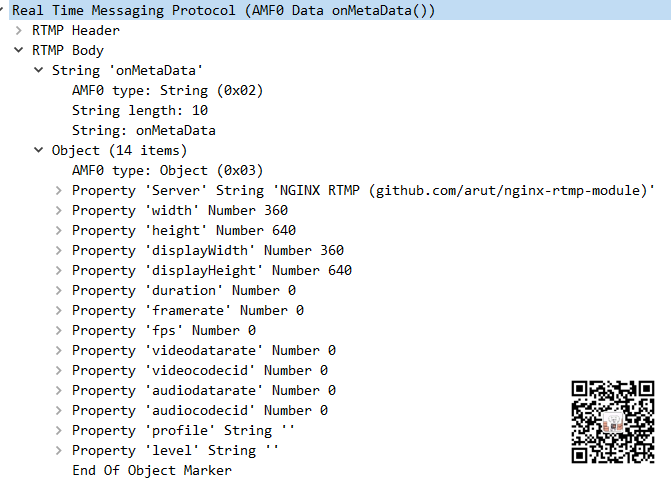 Real Time Messaging Protocol (AMF0 Data onMetaData())
RTMP Header
RTMP Body
String 'onMetaData'
AMF0 type: String (0x02)
String length: 10
String: onMetaData
Object (14 items)
AMF0 type: Object (0x03)
Property 'Server' String 'NGINX RTMP (github.com/arut/nginx-rtmp-module)'
Property 'width' Number 360
Property 'height' Number 640
Property 'displayWidth' Number 360
Property 'displayHeight' Number 640
Property 'duration' Number 0
Property 'framerate' Number 0
Property 'fps' Number 0
Property 'videodatarate' Number 0
Property 'videocodecid' Number 0
Property 'audiodatarate' Number 0
Property 'audiocodecid' Number 0
Property 'profile' String ''
Property 'level' String ''
End Of Object Marker